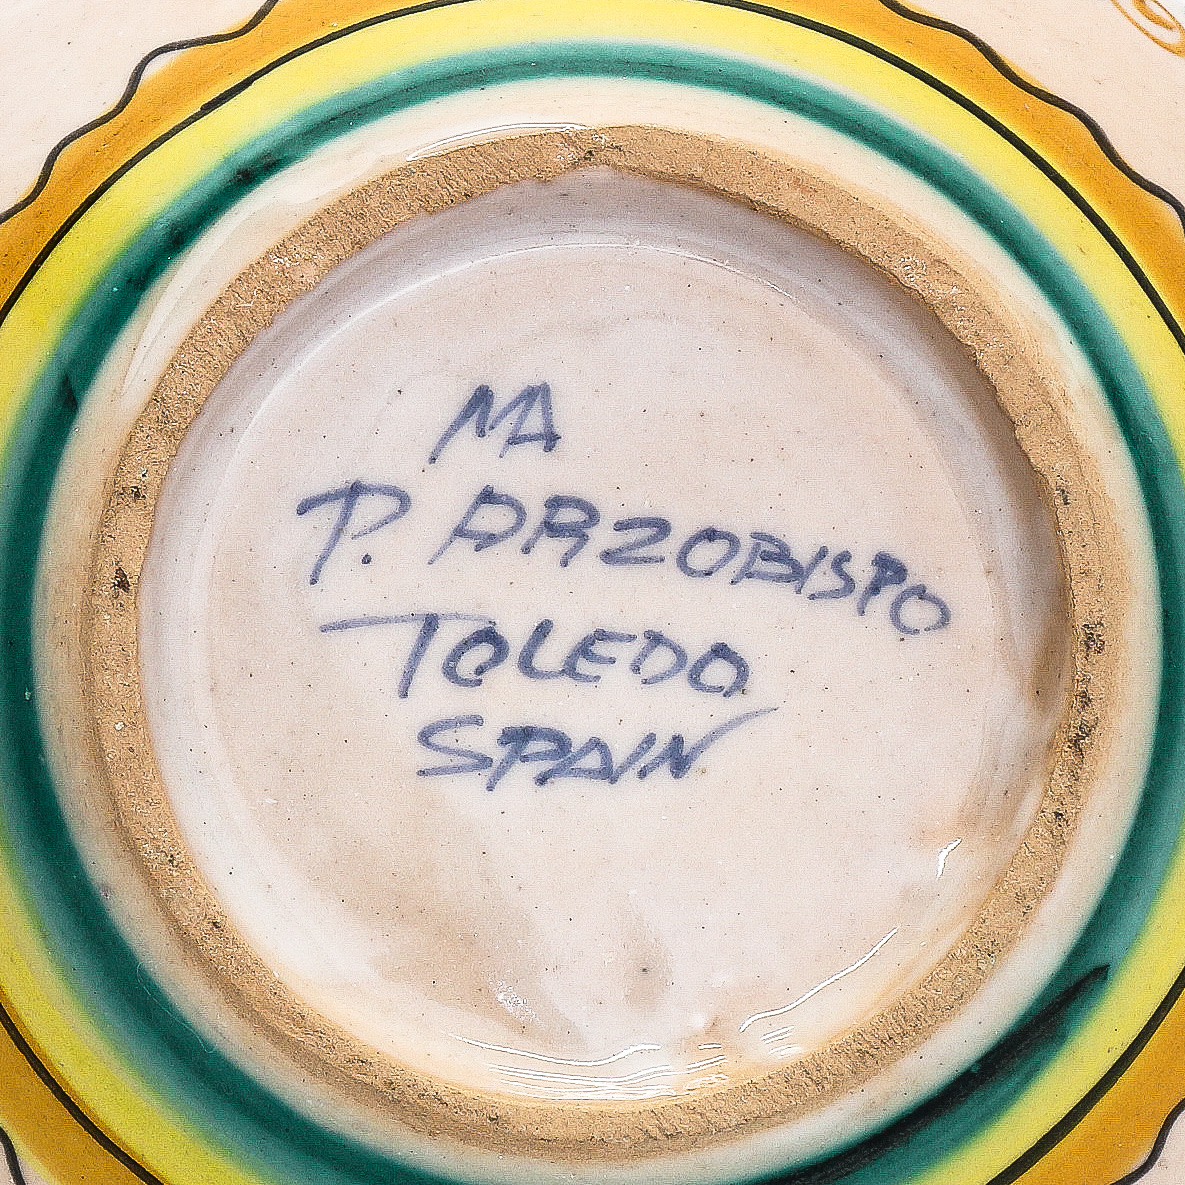 MA
P. ARZOBISPO
TOLEDO
SPAIN